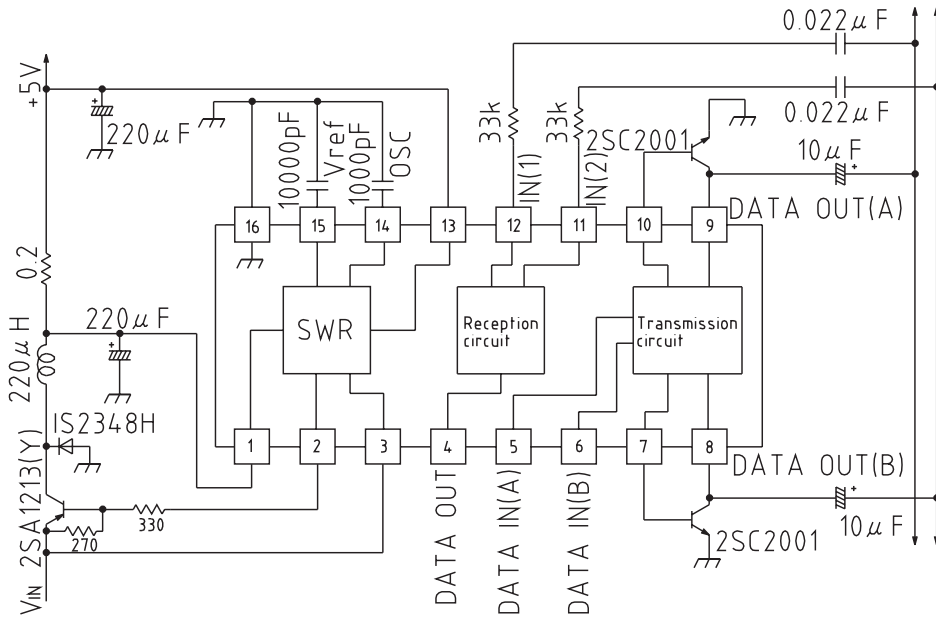 0.022μF
0.022μF
+5V
220μF
10000pF
Vref
1000pF
OSC
33k
IN(1)
33k
IN(2)
2SC2001
10μF
DATA OUT(A)
16
15
14
13
12
11
10
9
0.2
220μF
220μH
SWR
Reception
circuit
Transmission
circuit
IS2348H
1
2
3
4
5
6
7
8
2SA1213(Y)
330
270
VIN
DATA OUT
DATA IN(A)
DATA IN(B)
DATA OUT(B)
10μF
2SC2001